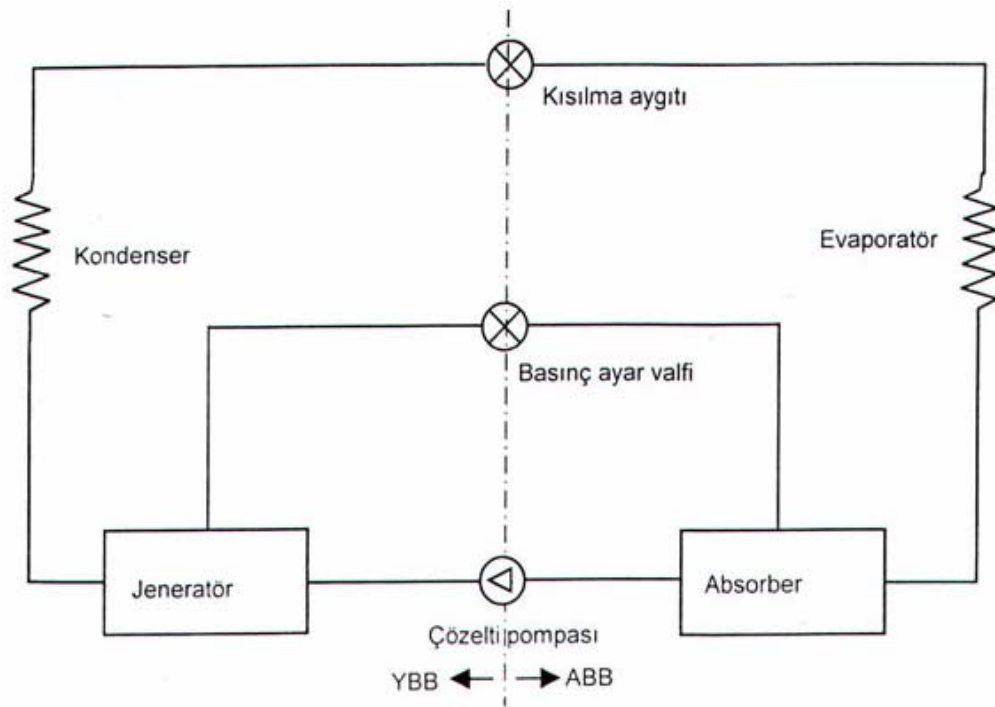 Kısılma aygıtı
Kondenser
Evaporatör
Basınç ayar valfi
Jeneratör
Absorber
Çözelti pompası
YBB
ABB